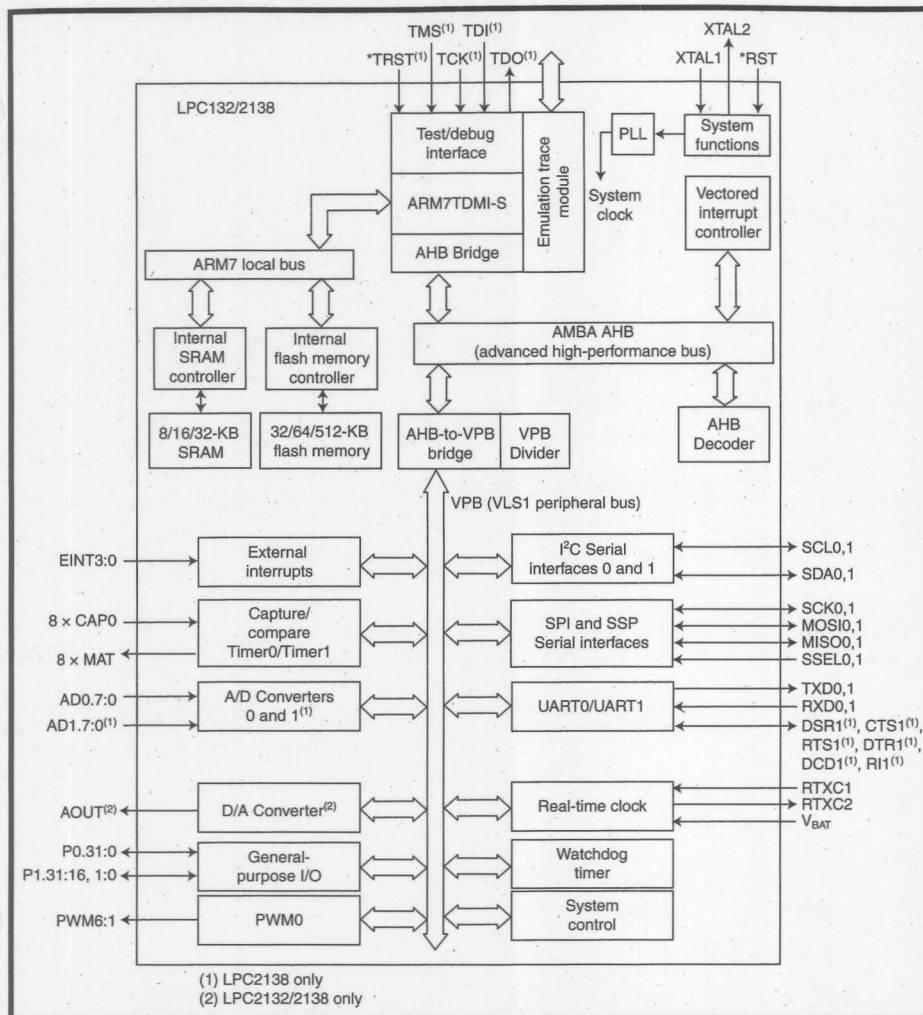 TMS(1) TDI(1)
*TRST(1) TCK(1) TDO(1)
XTAL2
XTAL1 *RST
LPC132/2138
Test/debug
interface
ARM7TDMI-S
AHB Bridge
Emulation trace
module
PLL
System
functions
System
clock
Vectored
interrupt
controller
ARM7 local bus
Internal
SRAM
controller
Internal
flash memory
controller
AMBA AHB
(advanced high-performance bus)
8/16/32-KB
SRAM
32/64/512-KB
flash memory
AHB-to-VPB
bridge
VPB
Divider
AHB
Decoder
VPB (VLS1 peripheral bus)
EINT3:0
External
interrupts
I²C Serial
interfaces 0 and 1
SCL0,1
SDA0,1
8 × CAP0
8 × MAT
Capture/
compare
Timer0/Timer1
SPI and SSP
Serial interfaces
SCK0,1
MOSI0,1
MISO0,1
SSEL0,1
AD0.7:0
AD1.7:0(1)
A/D Converters
0 and 1(1)
UART0/UART1
TXD0,1
RXD0,1
DSR1(1), CTS1(1),
RTS1(1), DTR1(1),
DCD1(1), RI1(1)
AOUT(2)
D/A Converter(2)
Real-time clock
RTXC1
RTXC2
VBAT
P0.31:0
P1.31:16, 1:0
General-
purpose I/O
Watchdog
timer
PWM6:1
PWM0
System
control
(1) LPC2138 only
(2) LPC2132/2138 only